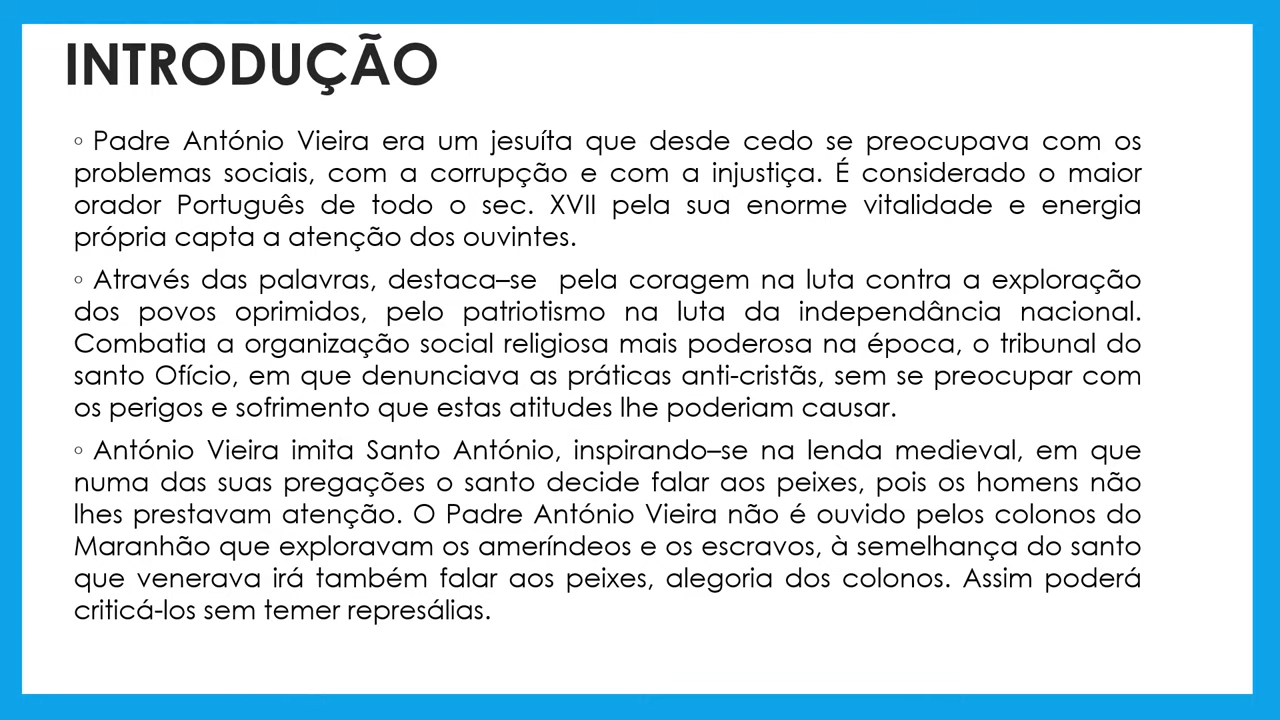 INTRODUÇÃO
◦ Padre António Vieira era um jesuíta que desde cedo se preocupava com os
problemas sociais, com a corrupção e com a injustiça. É considerado o maior
orador Português de todo o sec. XVII pela sua enorme vitalidade e energia
própria capta a atenção dos ouvintes.
◦ Através das palavras, destaca–se  pela coragem na luta contra a exploração
dos povos oprimidos, pelo patriotismo na luta da independância nacional.
Combatia a organização social religiosa mais poderosa na época, o tribunal do
santo Ofício, em que denunciava as práticas anti-cristãs, sem se preocupar com
os perigos e sofrimento que estas atitudes lhe poderiam causar.
◦ António Vieira imita Santo António, inspirando–se na lenda medieval, em que
numa das suas pregações o santo decide falar aos peixes, pois os homens não
lhes prestavam atenção. O Padre António Vieira não é ouvido pelos colonos do
Maranhão que exploravam os ameríndeos e os escravos, à semelhança do santo
que venerava irá também falar aos peixes, alegoria dos colonos. Assim poderá
criticá-los sem temer represálias.